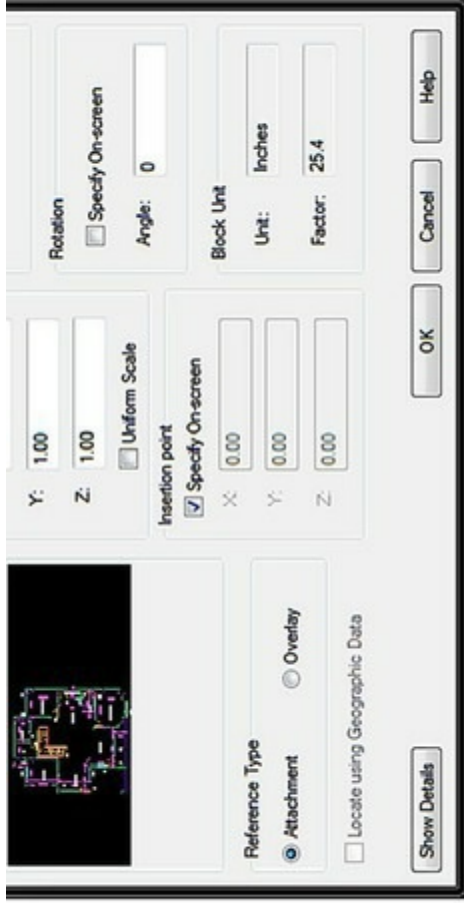 Reference Type
Attachment
Overlay
Locate using Geographic Data
Show Details
Y: 1.00
Z: 1.00
Uniform Scale
Insertion point
Specify On-screen
X: 0.00
Y: 0.00
Z: 0.00
Rotation
Specify On-screen
Angle: 0
Block Unit
Unit: Inches
Factor: 25.4
OK
Cancel
Help